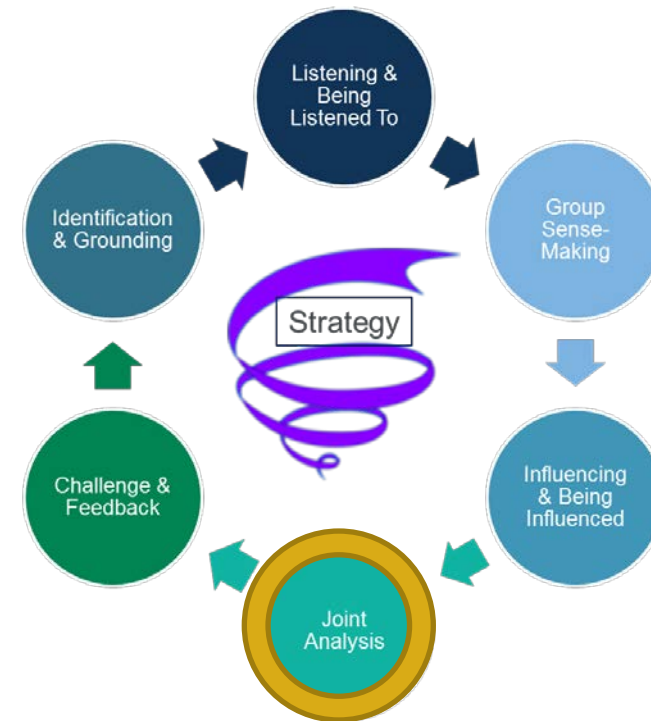 Listening &
Being
Listened To
Group
Sense-
Making
Influencing
& Being
Influenced
Joint
Analysis
Challenge &
Feedback
Identification
& Grounding
Strategy